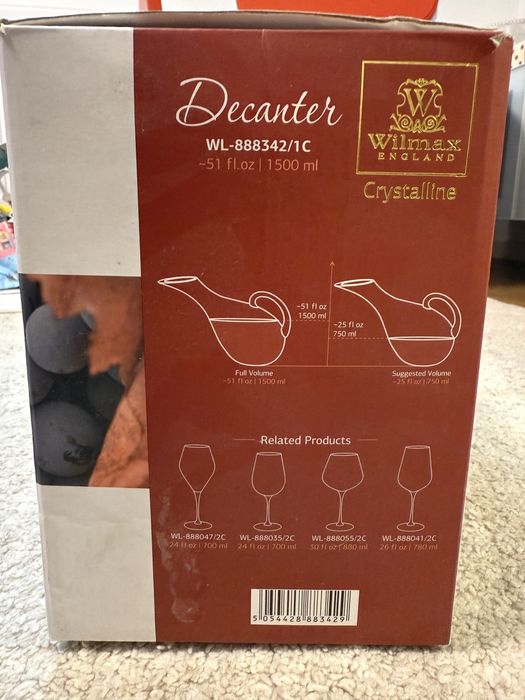 Decanter
WL-888342/1C
~51 fl.oz | 1500 ml
W
Wilmax
ENGLAND
Crystalline
~51 fl oz
1500 ml
~25 fl oz
750 ml
Full Volume
~51 fl oz | 1500 ml
Suggested Volume
~25 fl oz | 750 ml
Related Products
WL-888047/2C
24 fl oz | 700 ml
WL-888035/2C
24 fl oz | 700 ml
WL-888055/2C
30 fl oz | 880 ml
WL-888041/2C
26 fl oz | 780 ml
5 054428 883429